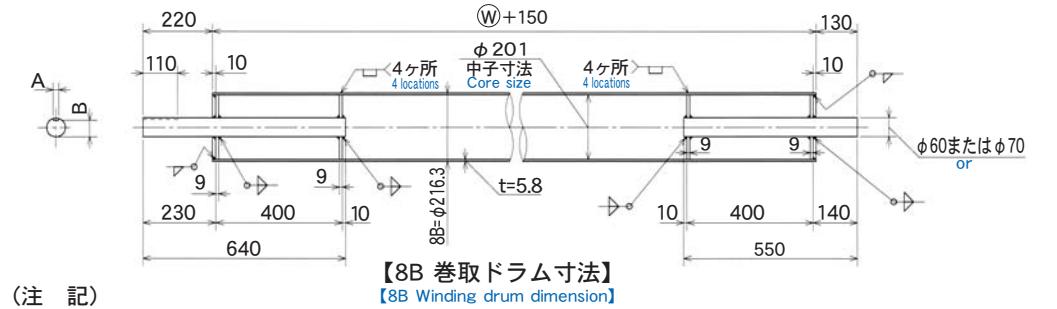 220
Ⓦ+150
130
110
10
φ201
中子寸法
Core size
4ヶ所
4 locations
4ヶ所
4 locations
10
A
B
9
9
t=5.8
8B=φ216.3
9
9
φ60またはφ70
or
230
400
10
10
400
140
640
550
【8B 巻取ドラム寸法】
【8B Winding drum dimension】
(注 記)